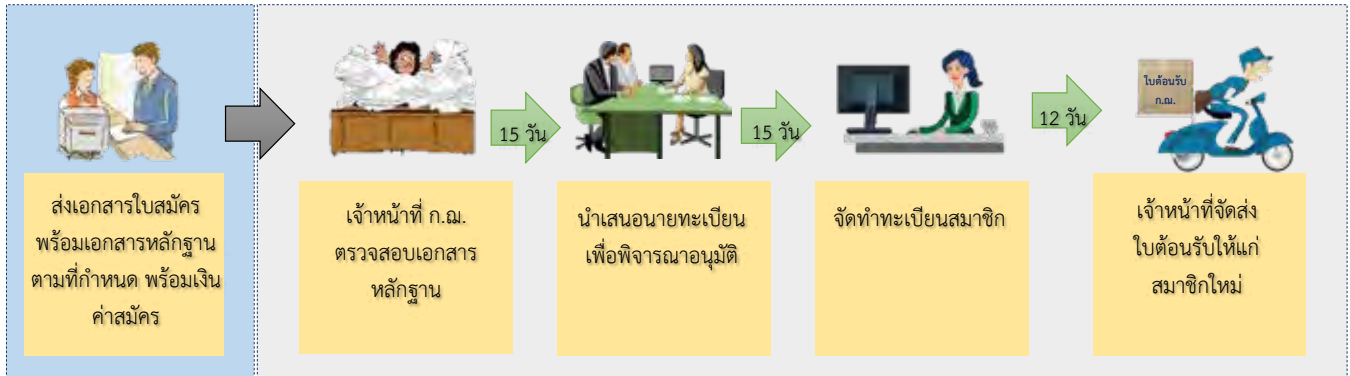 ส่งเอกสารใบสมัคร
พร้อมเอกสารหลักฐาน
ตามที่กำหนด พร้อมเงิน
ค่าสมัคร
เจ้าหน้าที่ ก.ฌ.
ตรวจสอบเอกสาร
หลักฐาน
15 วัน
นำเสนอนายทะเบียน
เพื่อพิจารณาอนุมัติ
15 วัน
จัดทำทะเบียนสมาชิก
12 วัน
ใบต้อนรับ
ก.ฌ.
เจ้าหน้าที่จัดส่ง
ใบต้อนรับให้แก่
สมาชิกใหม่